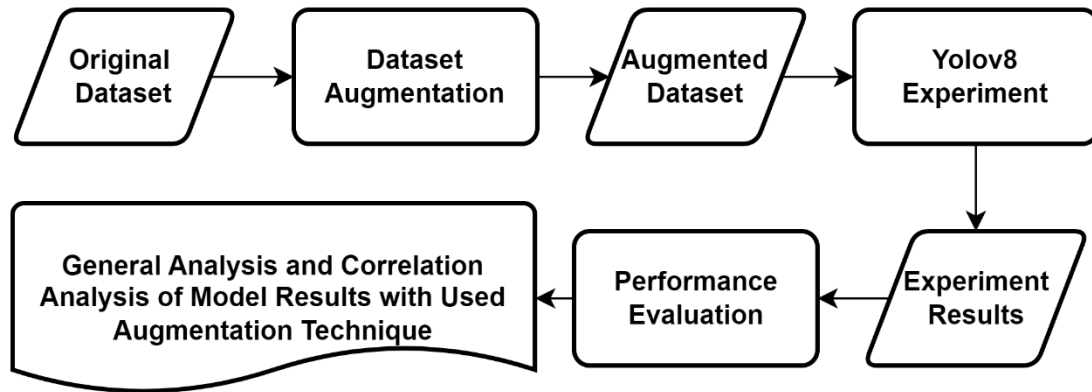 Original
Dataset
Dataset
Augmentation
Augmented
Dataset
Yolov8
Experiment
Experiment
Results
Performance
Evaluation
General Analysis and Correlation
Analysis of Model Results with Used
Augmentation Technique